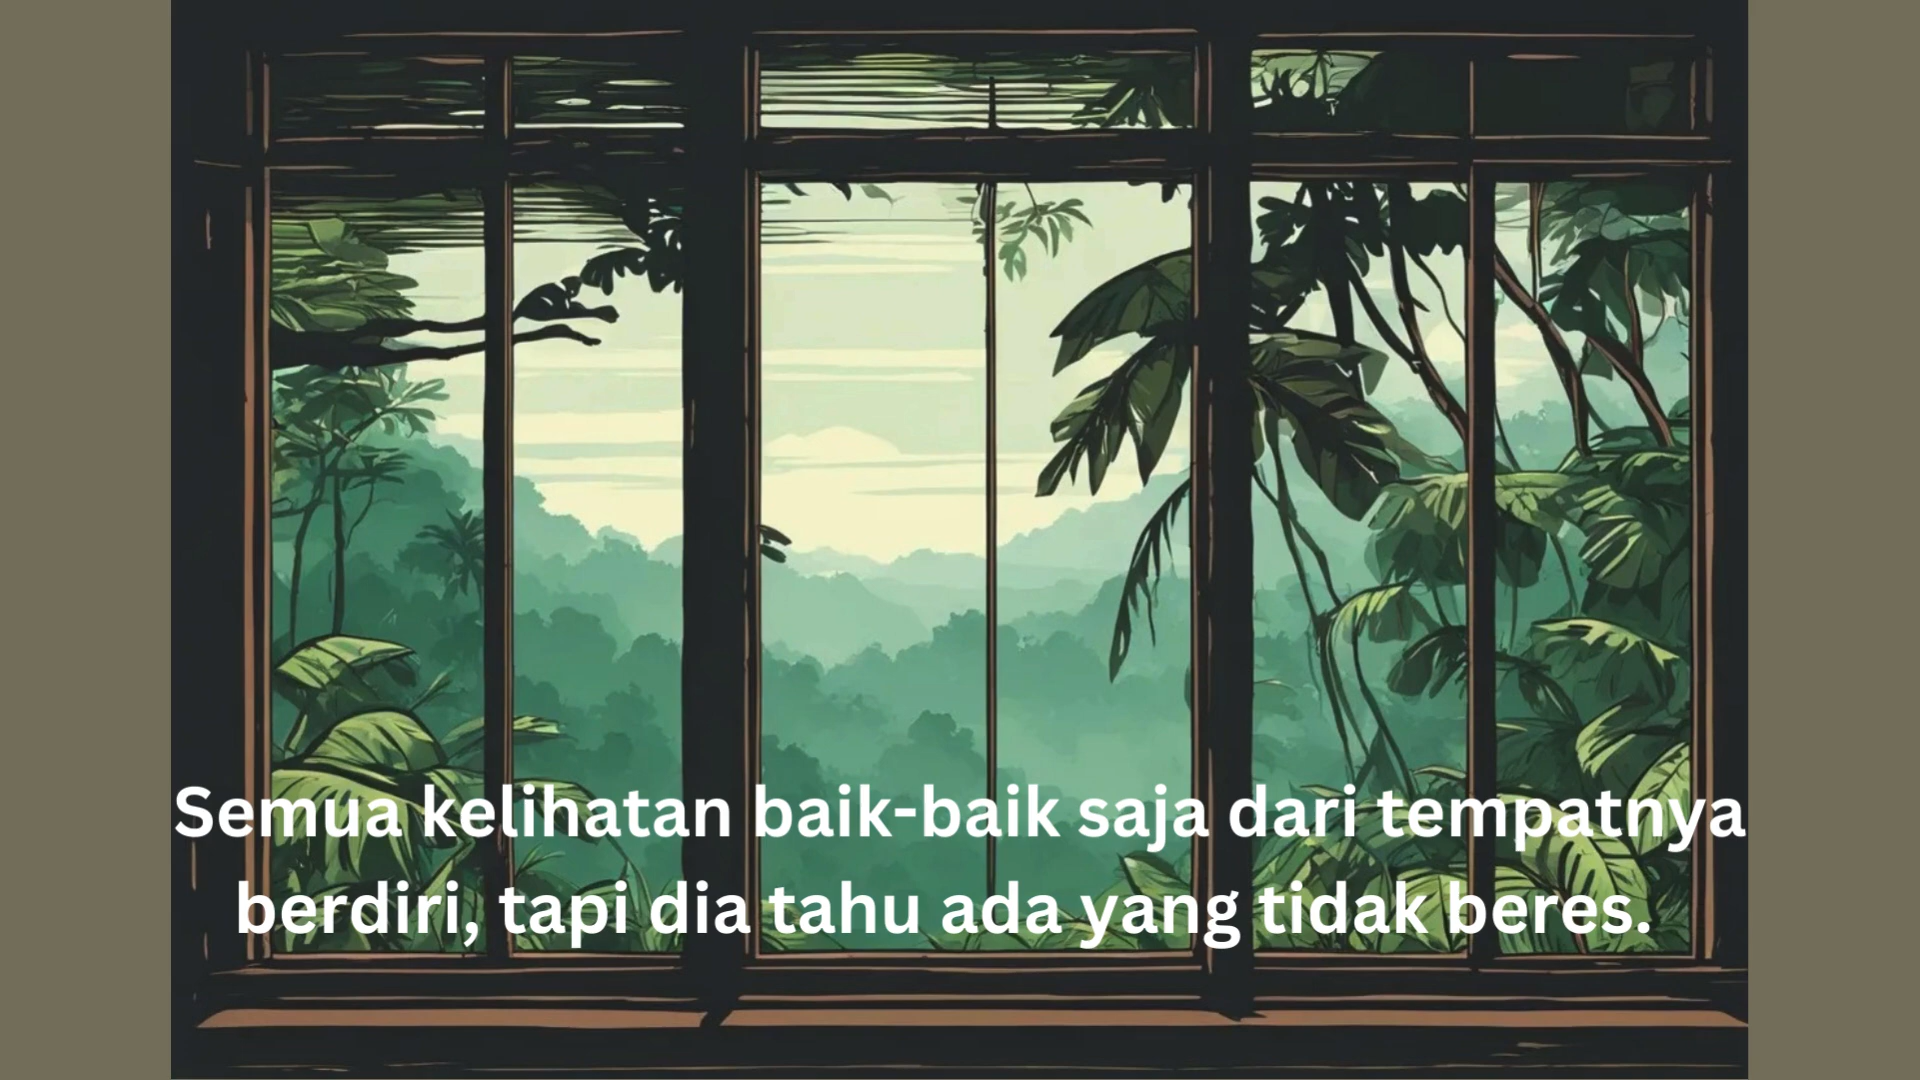 Semua kelihatan baik-baik saja dari tempatnya
berdiri, tapi dia tahu ada yang tidak beres.